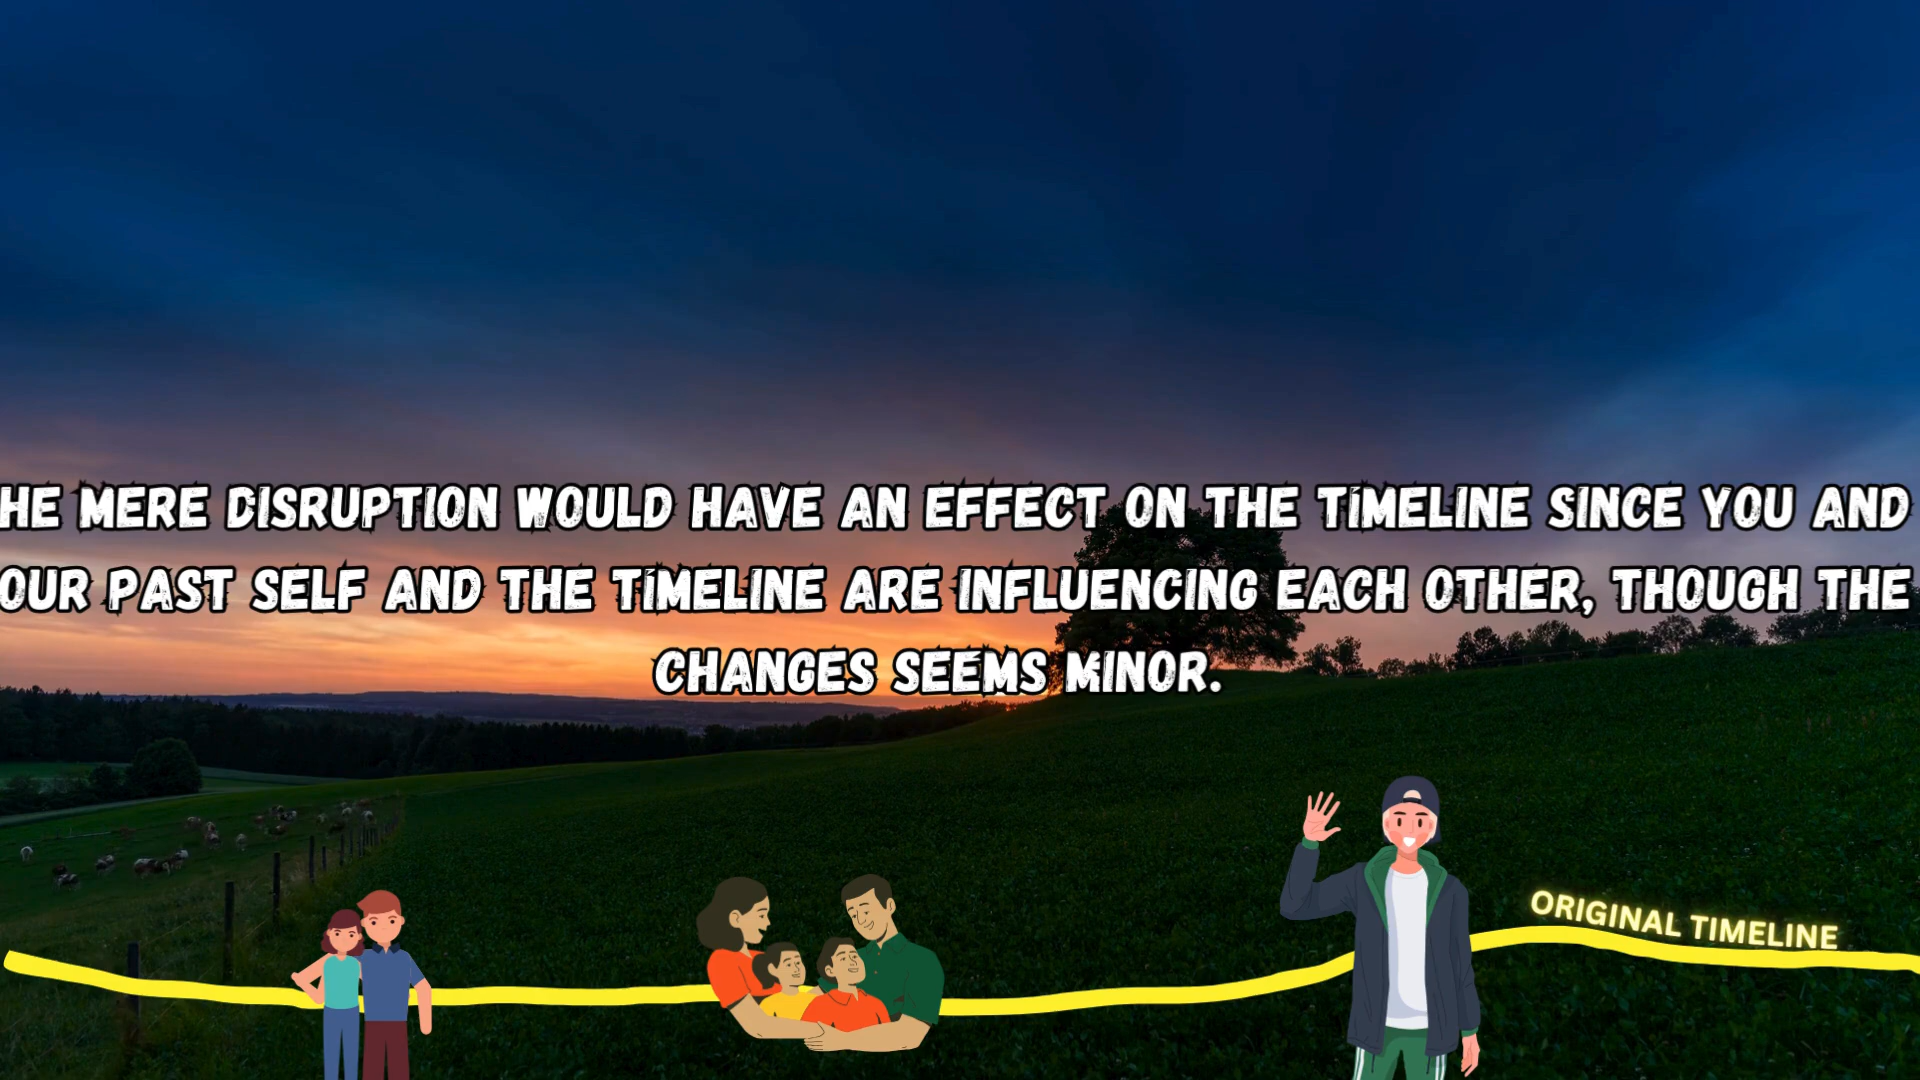 HE MERE DISRUPTION WOULD HAVE AN EFFECT ON THE TIMELINE SINCE YOU AND
OUR PAST SELF AND THE TIMELINE ARE INFLUENCING EACH OTHER, THOUGH THE
CHANGES SEEMS MINOR.
ORIGINAL TIMELINE